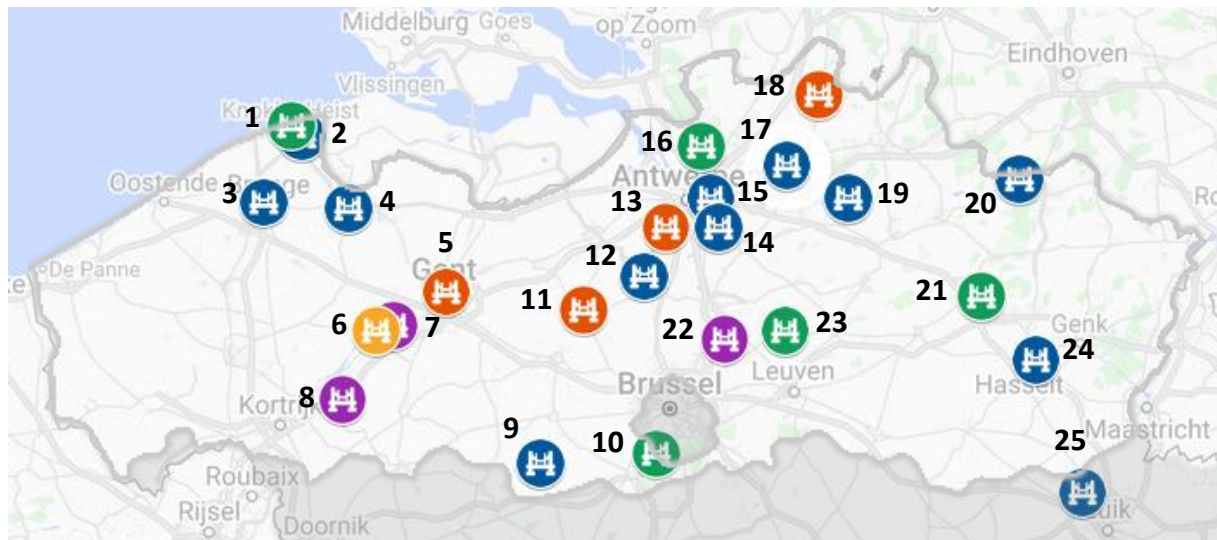 Middelburg
Goes
op Zoom
Eindhoven
Vlissingen
18
1
2
16
17
Antwerpe
Oostende
3
4
13
15
19
20
14
5
Gent
12
De Panne
11
21
6
7
22
23
Genk
24
Brussel
Leuven
Hasselt
8
Kortrijk
9
10
Maastricht
25
Roubaix
Rijsel
Doornik